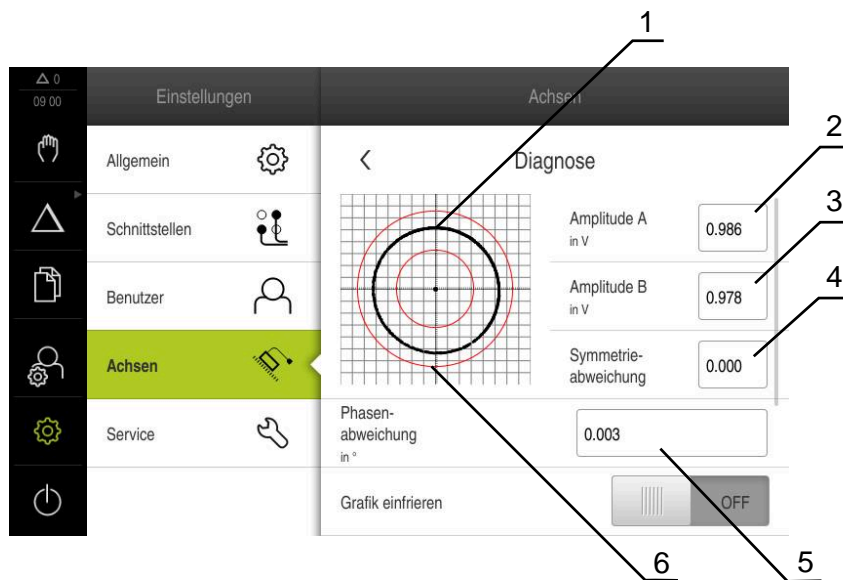 1
△ 0
09 00
Einstellungen
Achsen
2
Allgemein
Diagnose
Amplitude A
in V
0.986
3
Schnittstellen
Amplitude B
in V
0.978
4
Benutzer
Symmetrie-
abweichung
0.000
Achsen
Phasen-
abweichung
in °
0.003
Service
Grafik einfrieren
OFF
6
5